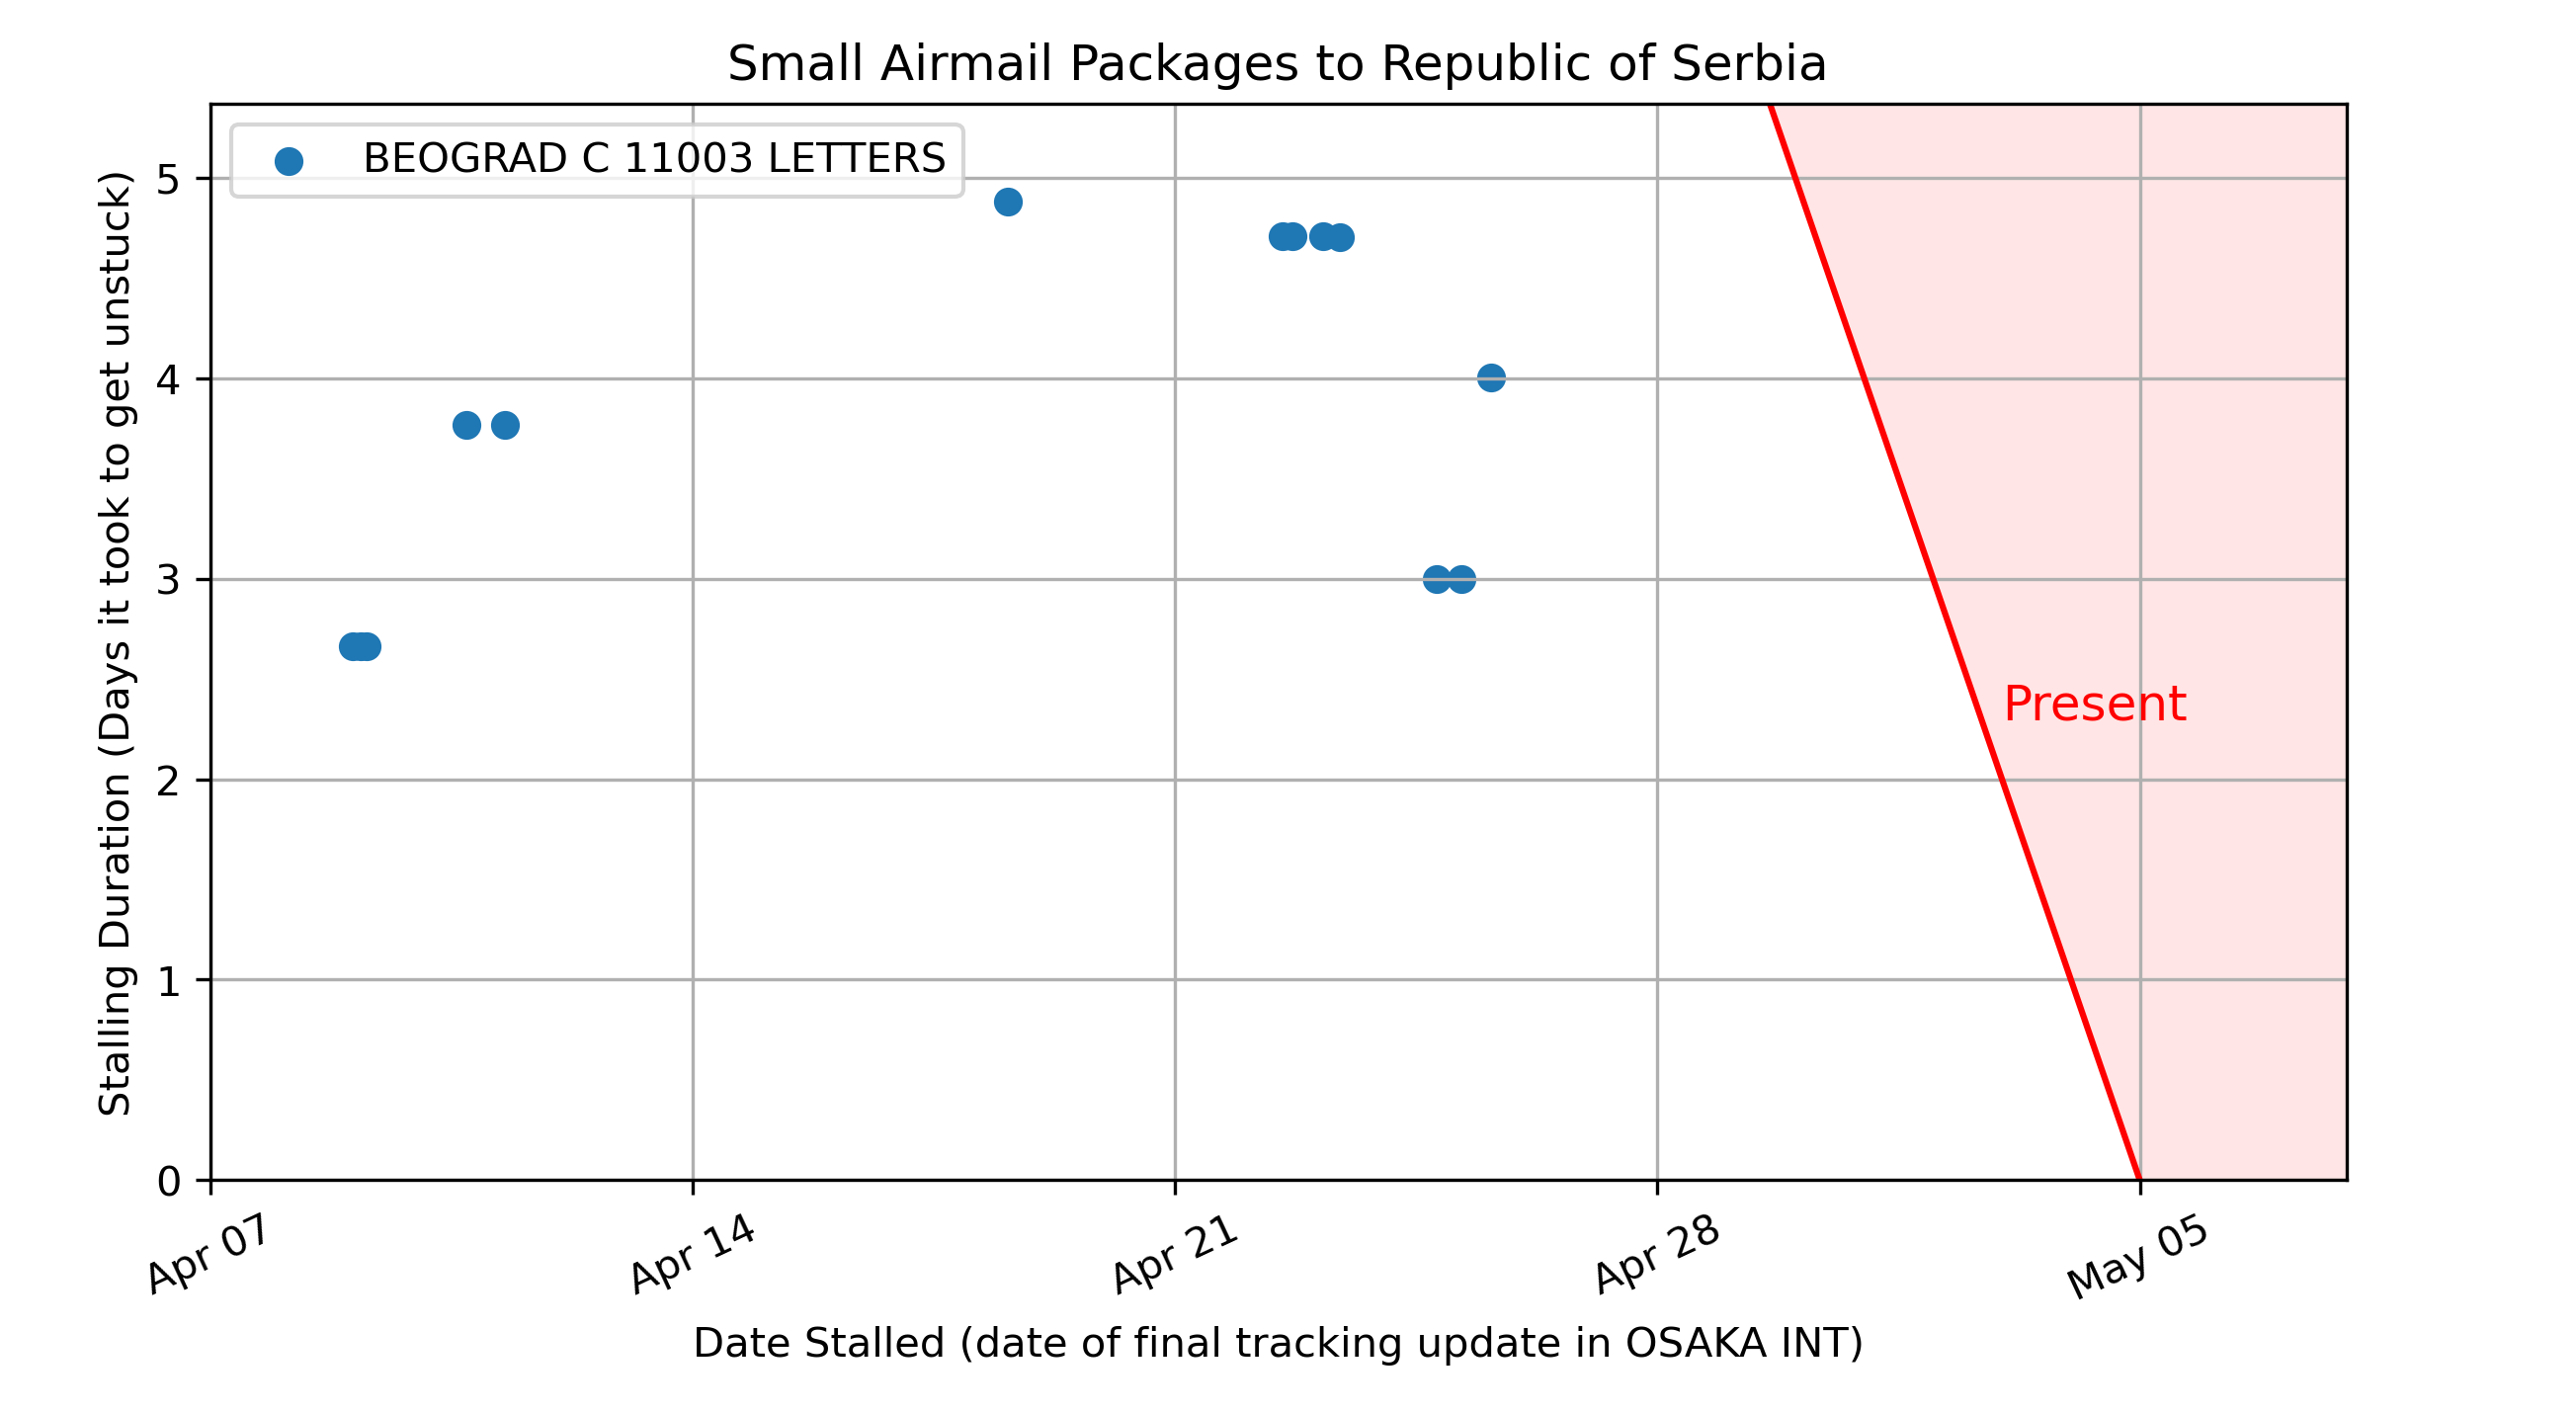 Small Airmail Packages to Republic of Serbia
BEOGRAD C 11003 LETTERS
Stalling Duration (Days it took to get unstuck)
5
4
3
2
1
0
Present
Apr 07
Apr 14
Apr 21
Apr 28
May 05
Date Stalled (date of final tracking update in OSAKA INT)